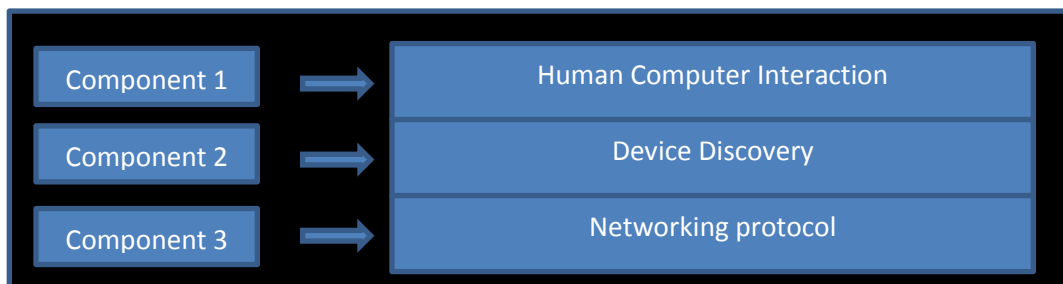 Component 1
Human Computer Interaction
Component 2
Device Discovery
Component 3
Networking protocol